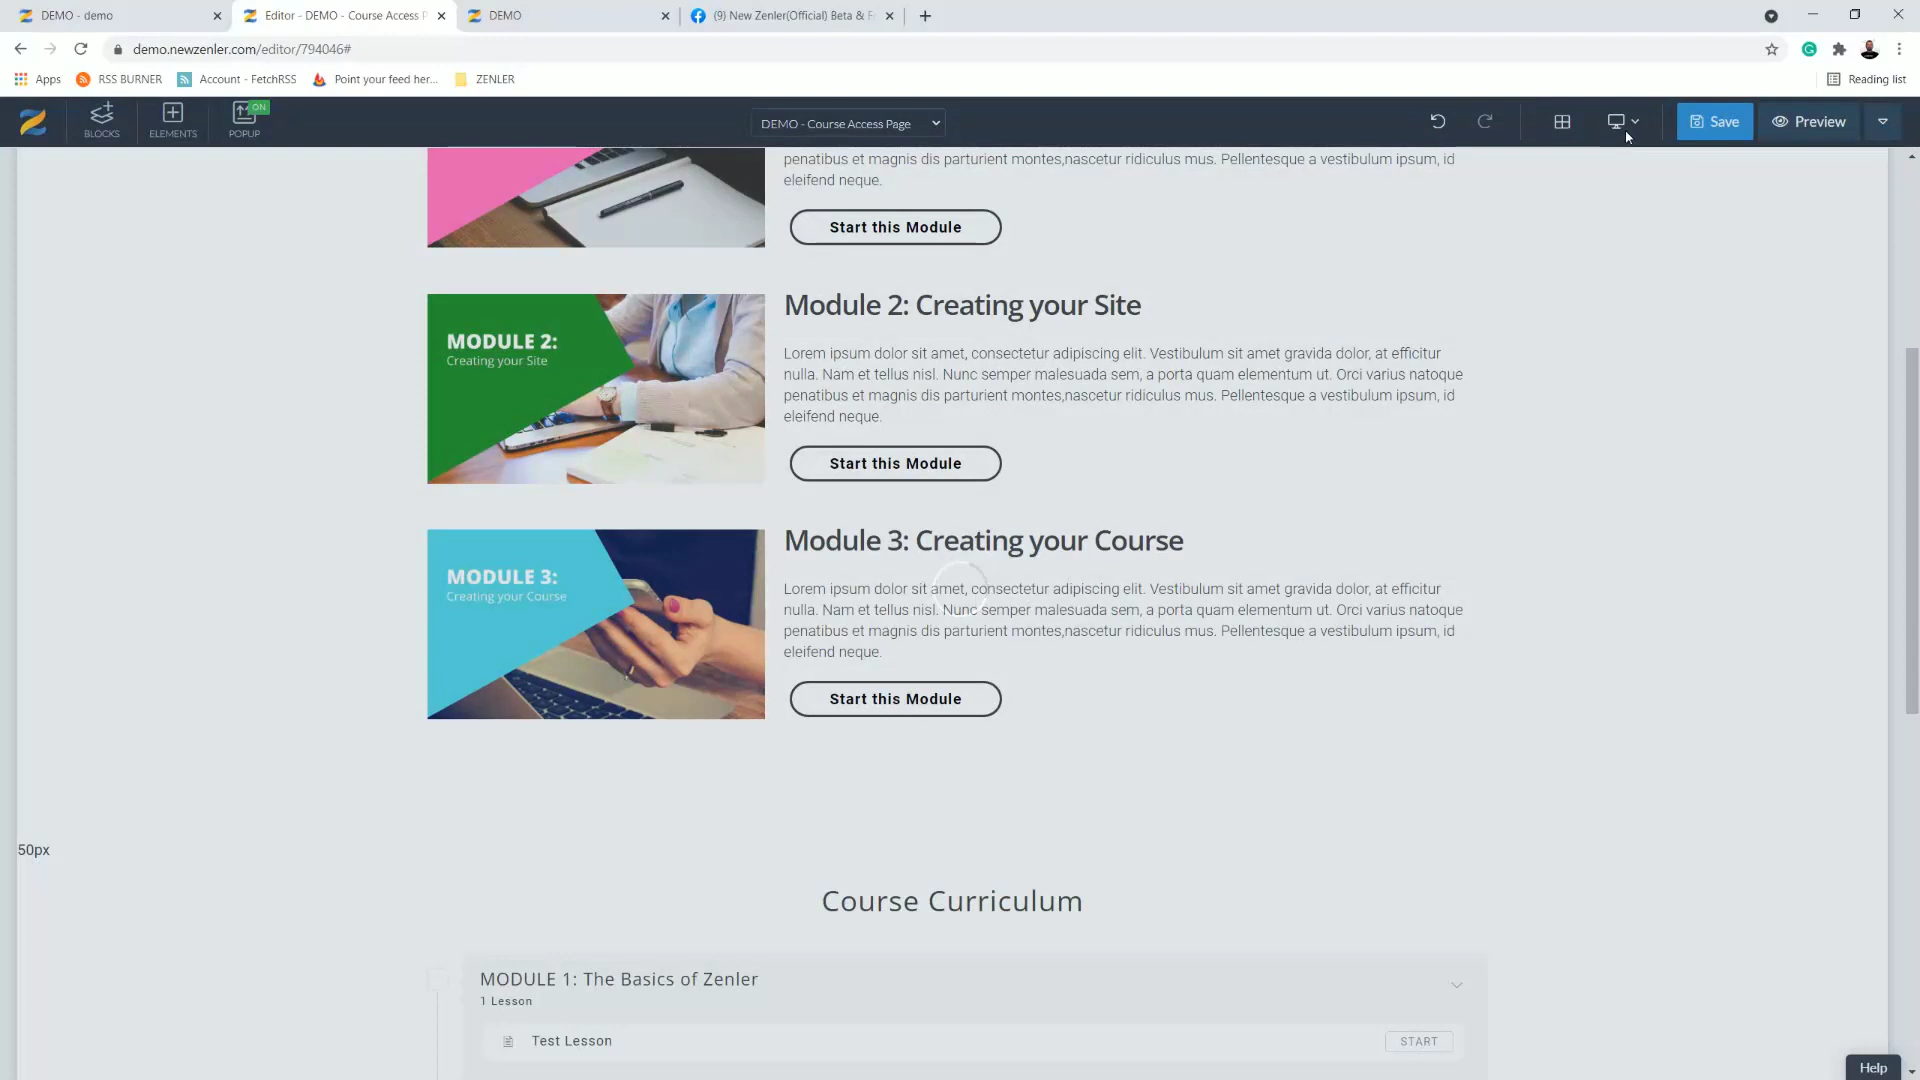 DEMO - demo
Editor - DEMO - Course Access P
DEMO
(9) New Zenler(Official) Beta & F
demo.newzenler.com/editor/794046#
Apps
RSS BURNER
Account - FetchRSS
Point your feed her...
ZENLER
Reading list
BLOCKS
ELEMENTS
ON
POPUP
DEMO - Course Access Page
Save
Preview
penatibus et magnis dis parturient montes,nascetur ridiculus mus. Pellentesque a vestibulum ipsum, id
eleifend neque.
Start this Module
MODULE 2:
Creating your Site
Module 2: Creating your Site
Lorem ipsum dolor sit amet, consectetur adipiscing elit. Vestibulum sit amet gravida dolor, at efficitur
nulla. Nam et tellus nisl. Nunc semper malesuada sem, a porta quam elementum ut. Orci varius natoque
penatibus et magnis dis parturient montes,nascetur ridiculus mus. Pellentesque a vestibulum ipsum, id
eleifend neque.
Start this Module
MODULE 3:
Creating your Course
Module 3: Creating your Course
Lorem ipsum dolor sit amet, consectetur adipiscing elit. Vestibulum sit amet gravida dolor, at efficitur
nulla. Nam et tellus nisl. Nunc semper malesuada sem, a porta quam elementum ut. Orci varius natoque
penatibus et magnis dis parturient montes,nascetur ridiculus mus. Pellentesque a vestibulum ipsum, id
eleifend neque.
Start this Module
50px
Course Curriculum
MODULE 1: The Basics of Zenler
1 Lesson
Test Lesson
START
Help